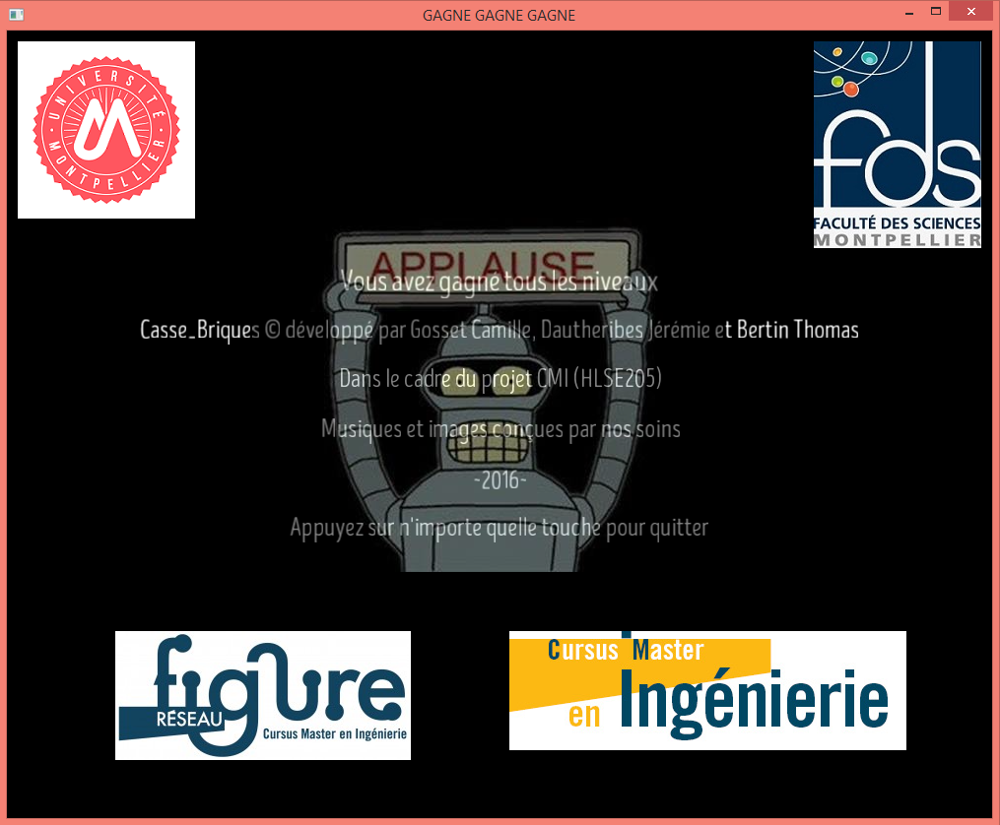 GAGNE GAGNE GAGNE
UNIVERSITÉ
MONTPELLIER
fds
FACULTÉ DES SCIENCES
MONTPELLIER
APPLAUSE
Vous avez gagné tous les niveaux
Casse_Briques © développé par Gosset Camille, Dautheribes Jérémie et Bertin Thomas
Dans le cadre du projet CMI (HLSE205)
Musiques et images conçues par nos soins
-2016-
Appuyez sur n'importe quelle touche pour quitter
figure
RÉSEAU
Cursus Master en Ingénierie
Cursus Master
en Ingénierie